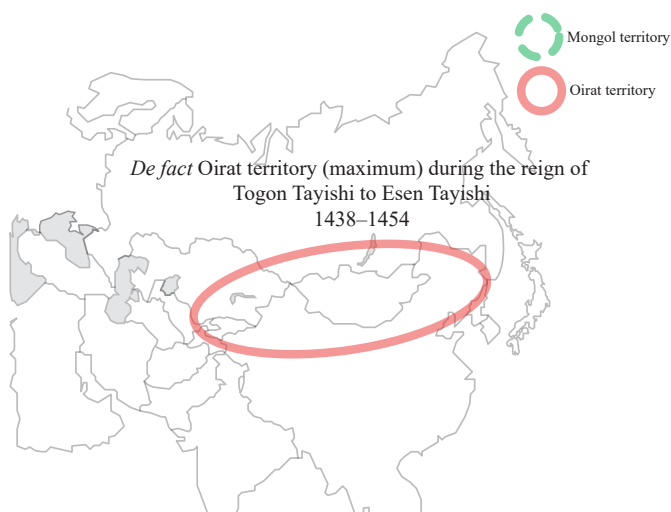 Mongol territory
Oirat territory
De fact Oirat territory (maximum) during the reign of
Togon Tayishi to Esen Tayishi
1438–1454